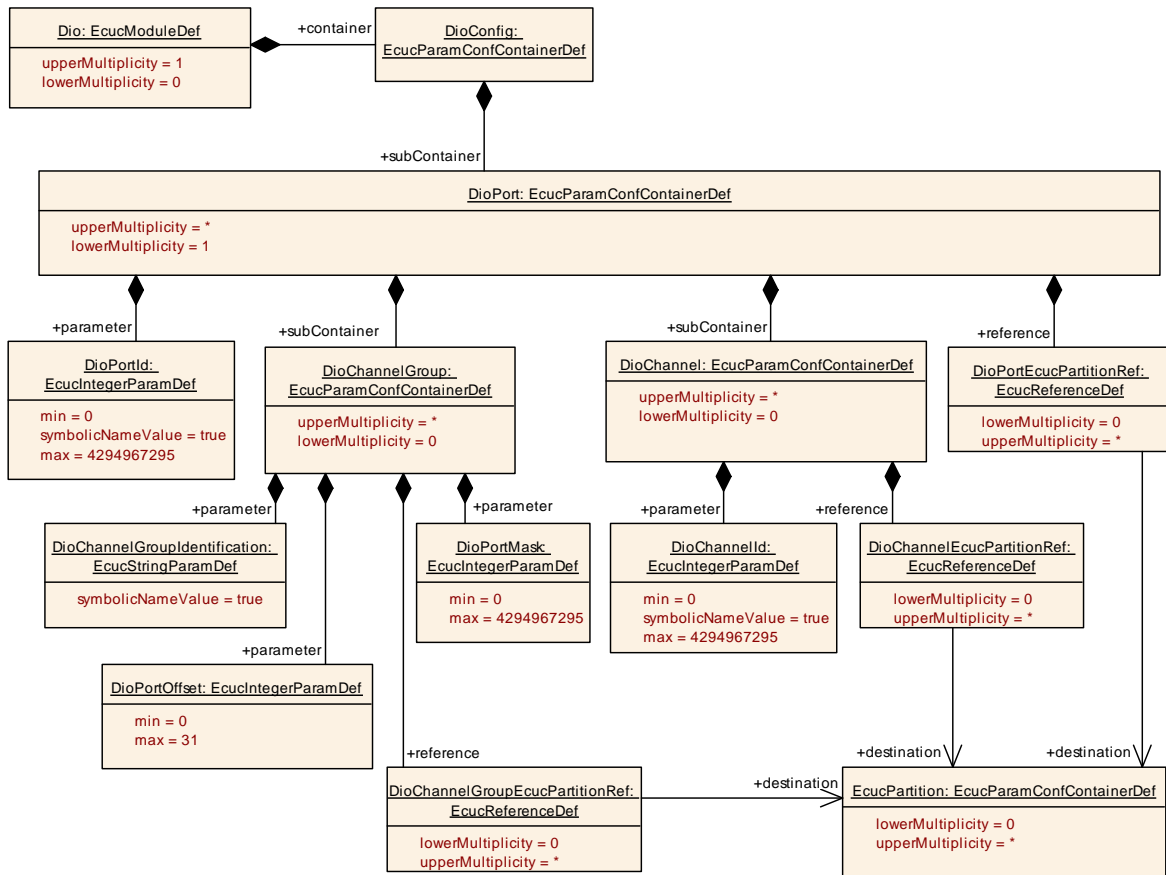 Dio: EcucModuleDef
upperMultiplicity = 1
lowerMultiplicity = 0
+container
DioConfig:
EcucParamConfContainerDef
+subContainer
DioPort: EcucParamConfContainerDef
upperMultiplicity = *
lowerMultiplicity = 1
+parameter
+subContainer
+subContainer
+reference
DioPortId:
EcucIntegerParamDef
min = 0
symbolicNameValue = true
max = 4294967295
DioChannelGroup:
EcucParamConfContainerDef
upperMultiplicity = *
lowerMultiplicity = 0
DioChannel: EcucParamConfContainerDef
upperMultiplicity = *
lowerMultiplicity = 0
DioPortEcucPartitionRef:
EcucReferenceDef
lowerMultiplicity = 0
upperMultiplicity = *
+parameter
+parameter
+parameter
+reference
DioChannelGroupIdentification:
EcucStringParamDef
symbolicNameValue = true
DioPortMask:
EcucIntegerParamDef
min = 0
max = 4294967295
DioChannelId:
EcucIntegerParamDef
min = 0
symbolicNameValue = true
max = 4294967295
DioChannelEcucPartitionRef:
EcucReferenceDef
lowerMultiplicity = 0
upperMultiplicity = *
+parameter
DioPortOffset: EcucIntegerParamDef
min = 0
max = 31
+reference
+destination
+destination
+destination
DioChannelGroupEcucPartitionRef:
EcucReferenceDef
lowerMultiplicity = 0
upperMultiplicity = *
EcucPartition: EcucParamConfContainerDef
lowerMultiplicity = 0
upperMultiplicity = *